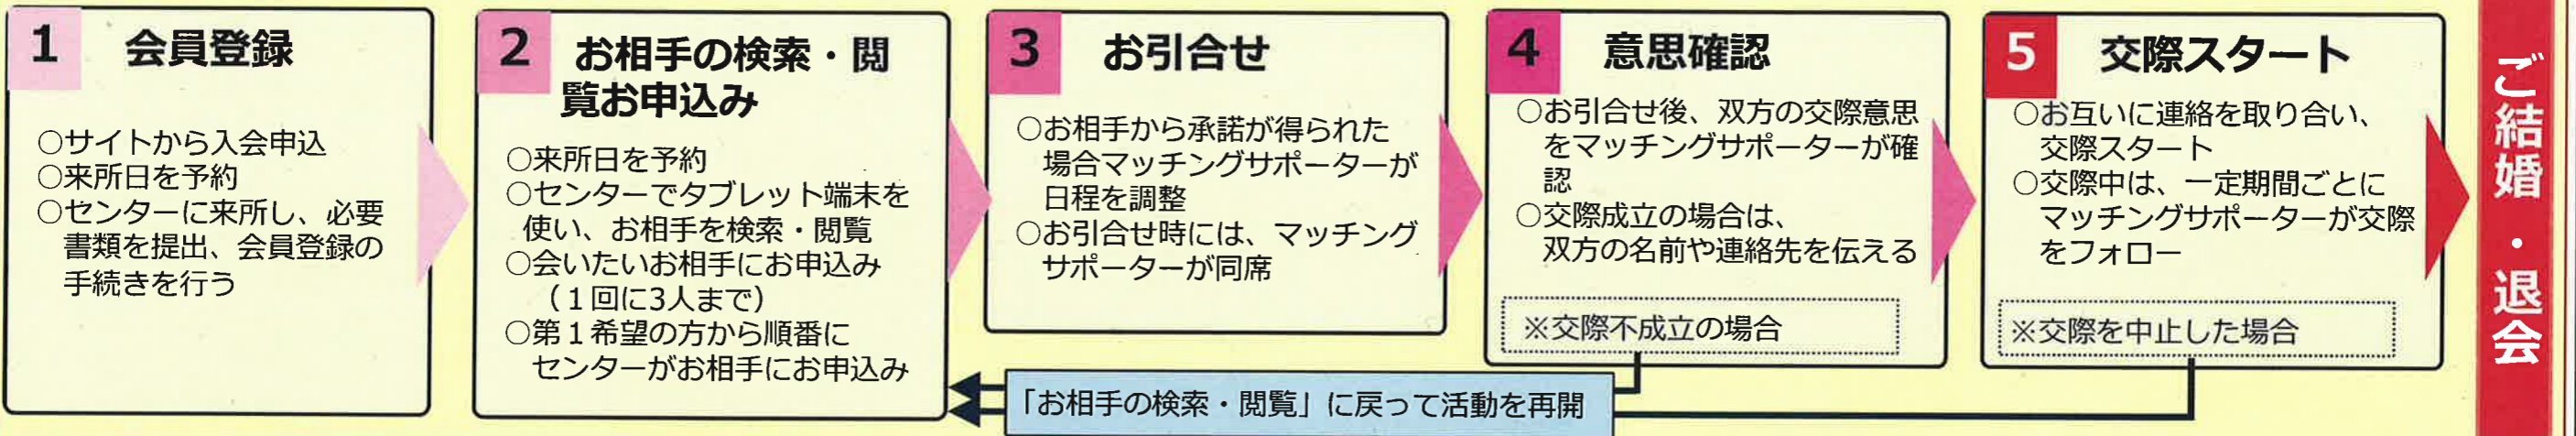 1 会員登録
○サイトから入会申込
○来所日を予約
○センターに来所し、必要
書類を提出、会員登録の
手続きを行う
2 お相手の検索・閲
覧お申込み
○来所日を予約
○センターでタブレット端末を
使い、お相手を検索・閲覧
○会いたいお相手にお申込み
（１回に3人まで）
○第１希望の方から順番に
センターがお相手にお申込み
3 お引合せ
○お相手から承諾が得られた
場合マッチングサポーターが
日程を調整
○お引合せ時には、マッチング
サポーターが同席
4 意思確認
○お引合せ後、双方の交際意思
をマッチングサポーターが確
認
○交際成立の場合は、
双方の名前や連絡先を伝える
※交際不成立の場合
5 交際スタート
○お互いに連絡を取り合い、
交際スタート
○交際中は、一定期間ごとに
マッチングサポーターが交際
をフォロー
※交際を中止した場合
「お相手の検索・閲覧」に戻って活動を再開
ご結婚・退会